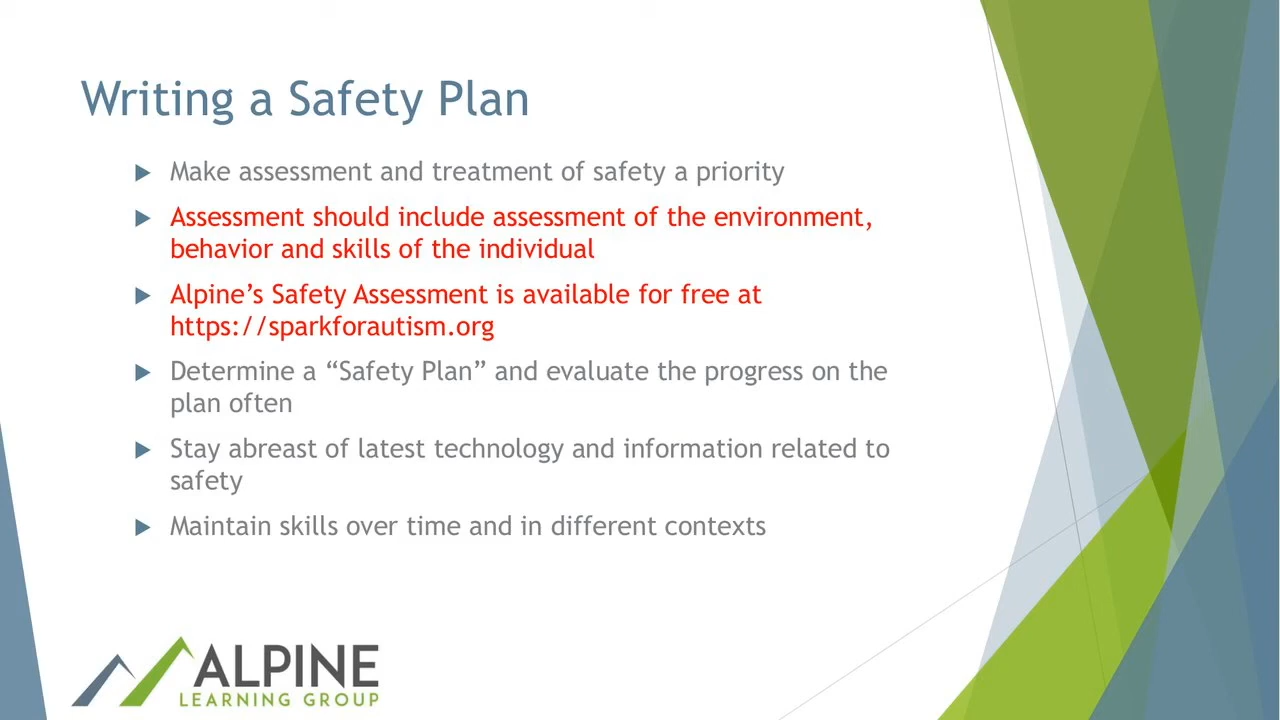 Writing a Safety Plan
Make assessment and treatment of safety a priority
Assessment should include assessment of the environment,
behavior and skills of the individual
Alpine’s Safety Assessment is available for free at
https://sparkforautism.org
Determine a “Safety Plan” and evaluate the progress on the
plan often
Stay abreast of latest technology and information related to
safety
Maintain skills over time and in different contexts
ALPINE
LEARNING GROUP